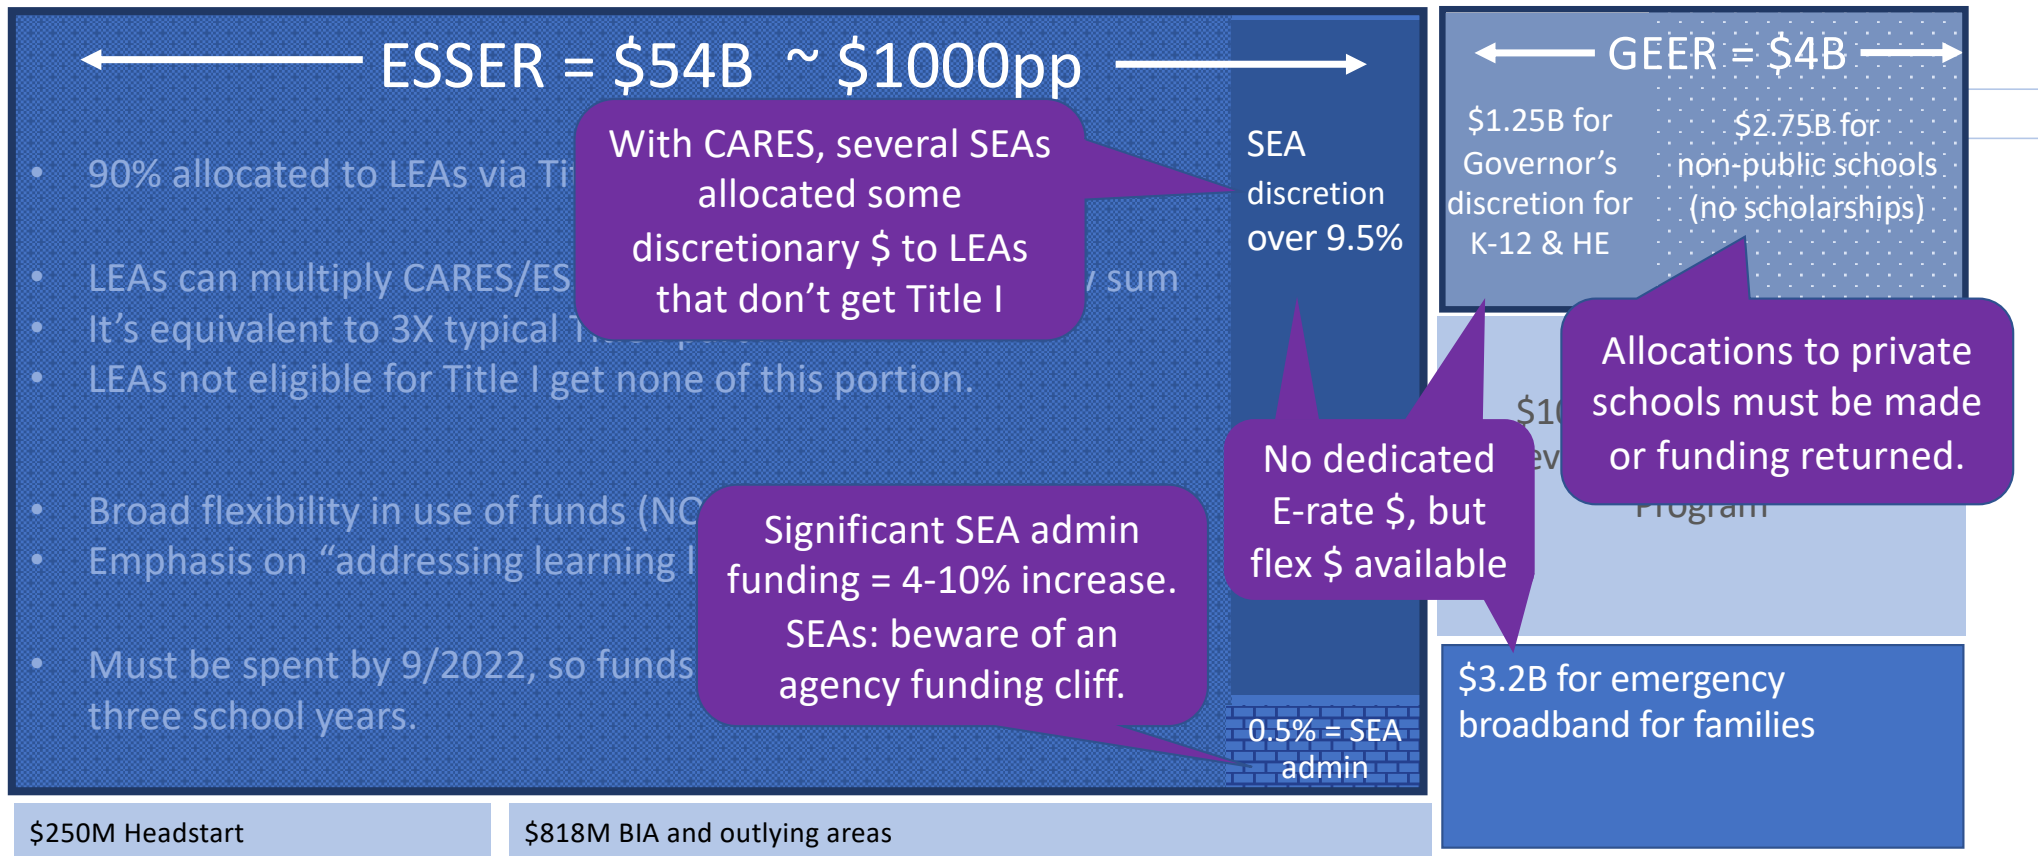 ESSER = $54B ~ $1000pp
• 90% allocated to LEAs via
• LEAs can multiply sum
• It’s equivalent to 3X typical
• LEAs not eligible for Title I get none of this portion.
• Broad flexibility in use of funds
• Emphasis on “addressing learning
• Must be spent by 9/2022, so funds
three school years.
With CARES, several SEAs
allocated some
discretionary $ to LEAs
that don’t get Title I
SEA
discretion
over 9.5%
Significant SEA admin
funding = 4-10% increase.
SEAs: beware of an
agency funding cliff.
0.5% = SEA
admin
No dedicated
E-rate $, but
flex $ available
GEER = $4B
$1.25B for
Governor’s
discretion for
K-12 & HE
$2.75B for
non-public schools
(no scholarships)
Allocations to private
schools must be made
or funding returned.
Program
$3.2B for emergency
broadband for families
$250M Headstart
$818M BIA and outlying areas